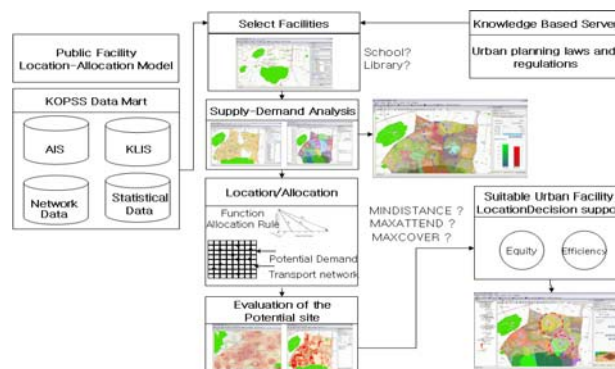 Public Facility
Location-Allocation Model
KOPSS Data Mart
AIS
KLIS
Network
Data
Statistical
Data
Select Facilities
School?
Library?
Supply-Demand Analysis
Location/Allocation
Function
Allocation Rule
Potential Demand
Transport network
Evaluation of the
Potential site
Knowledge Based Server
Urban planning laws and
regulations
MINDISTANCE ?
MAXATTEND ?
MAXCOVER ?
Suitable Urban Facility
LocationDecision support
Equity
Efficiency